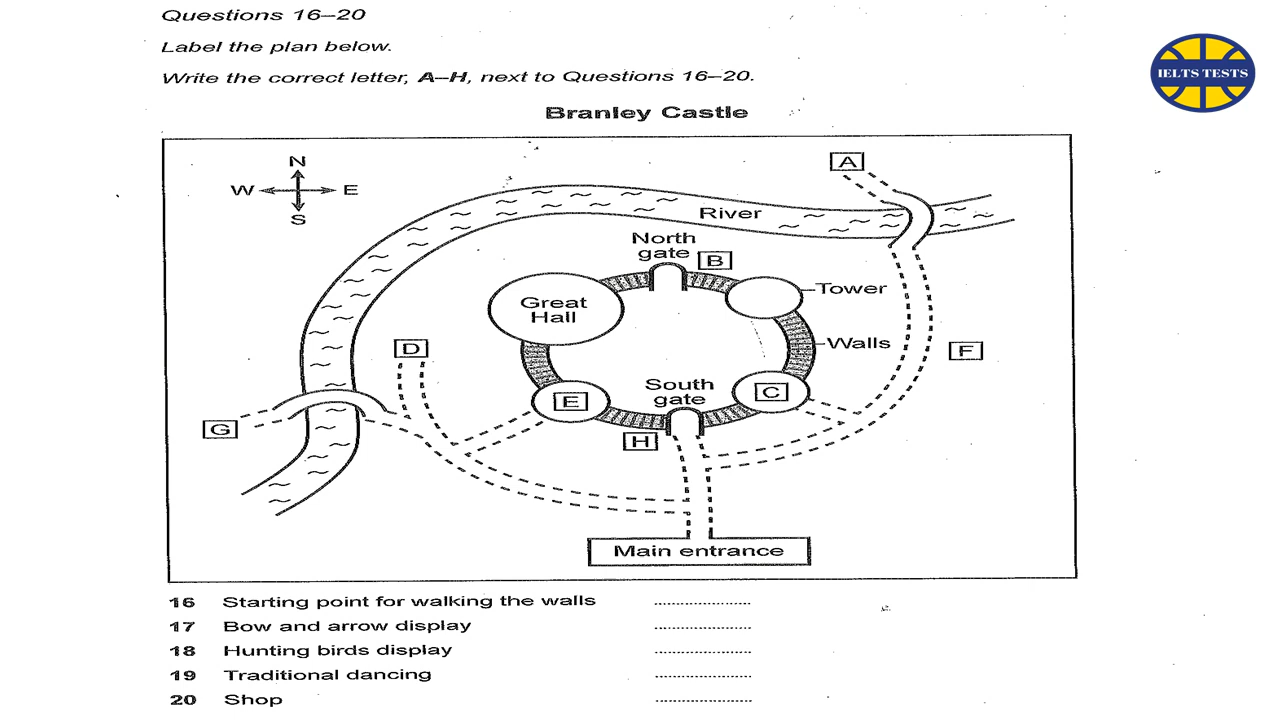 Questions 16–20
Label the plan below.
Write the correct letter, A–H, next to Questions 16–20.
IELTS TESTS
Branley Castle
N
W E
S
A
River
North
gate
B
Great
Hall
Tower
Walls
D
F
South
gate
C
E
G
H
Main entrance
16 Starting point for walking the walls ........................
17 Bow and arrow display ........................
18 Hunting birds display ........................
19 Traditional dancing ........................
20 Shop ........................